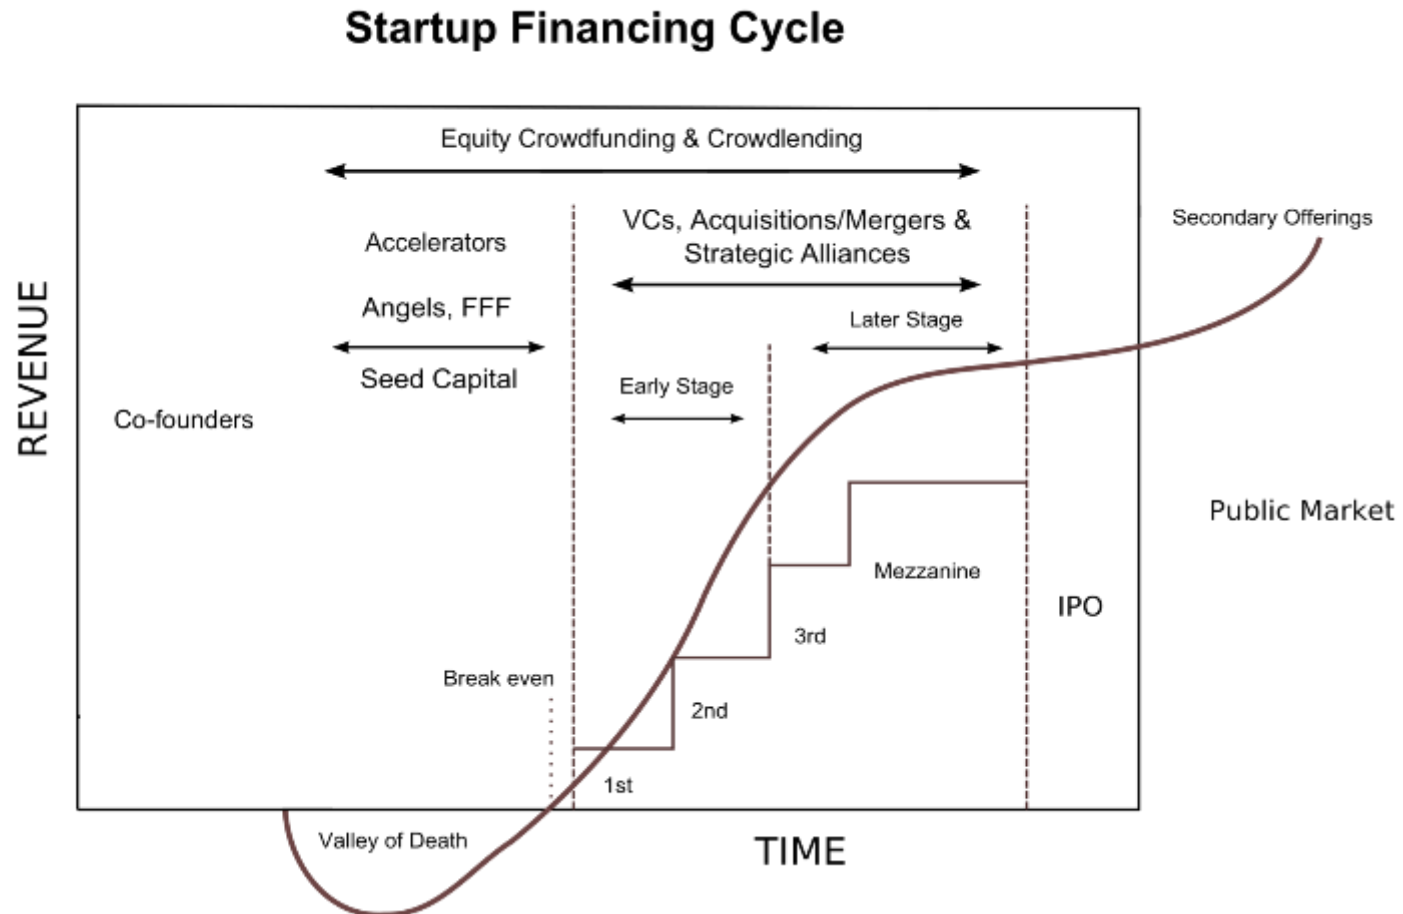 Startup Financing Cycle
Equity Crowdfunding & Crowdlending
VCs, Acquisitions/Mergers &
Strategic Alliances
Secondary Offerings
Accelerators
Angels, FFF
Seed Capital
Later Stage
Early Stage
Co-founders
REVENUE
Public Market
Mezzanine
IPO
3rd
Break even
2nd
1st
Valley of Death
TIME